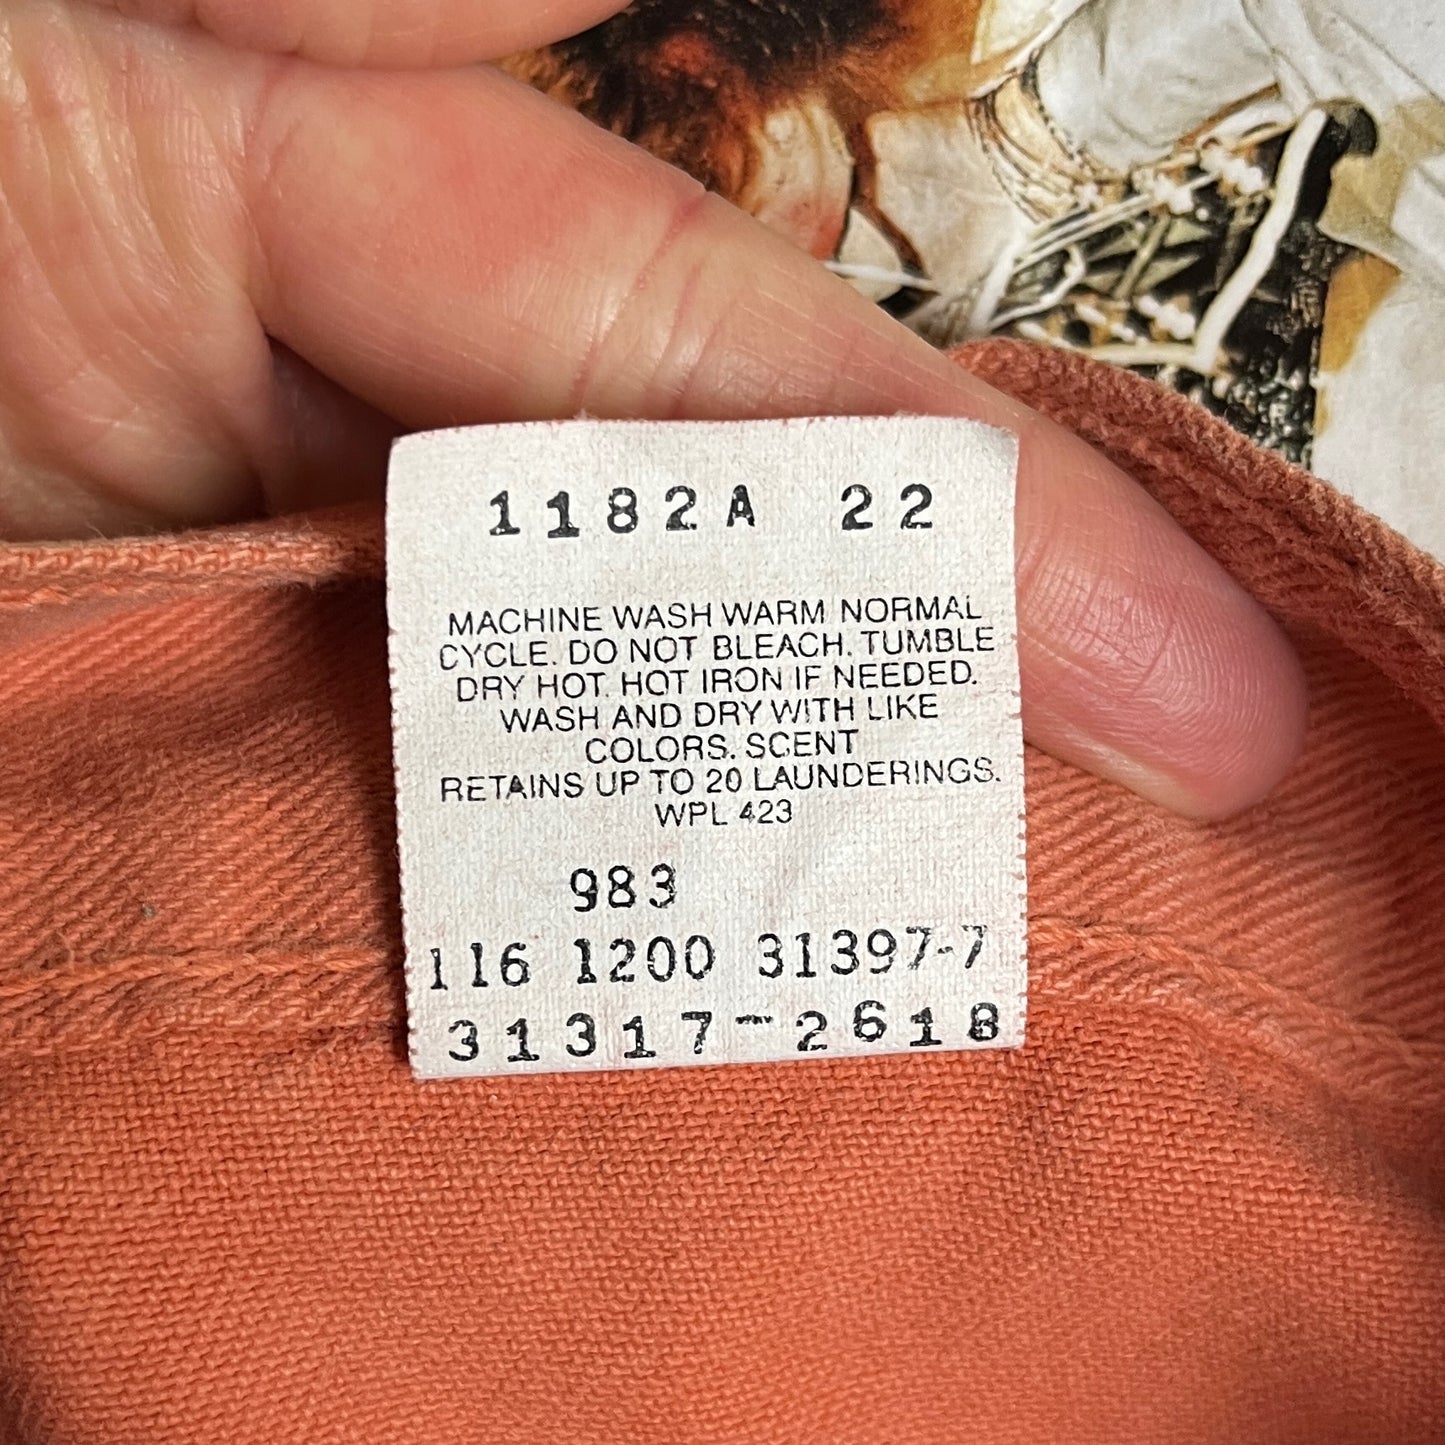 1182A 22
MACHINE WASH WARM NORMAL
CYCLE. DO NOT BLEACH. TUMBLE
DRY HOT. HOT IRON IF NEEDED.
WASH AND DRY WITH LIKE
COLORS. SCENT
RETAINS UP TO 20 LAUNDERINGS.
WPL 423
983
116 1200 31397-7
31317-2618